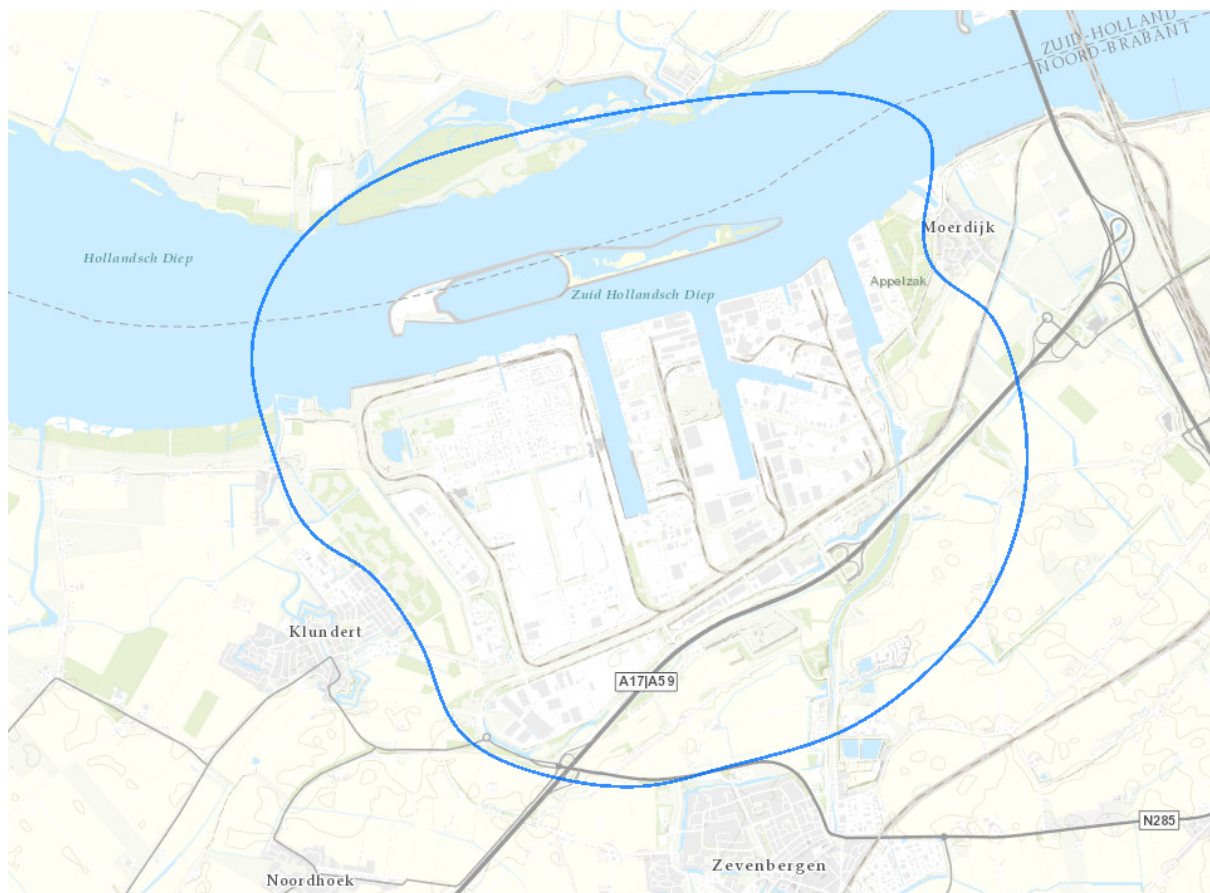 ZUID-HOLLAND
NOORD-BRABANT
Moerdijk
Hollandsch Diep
Appelzak
Zuid Hollandsch Diep
Klundert
A17|A59
N285
Zevenbergen
Noordhoek